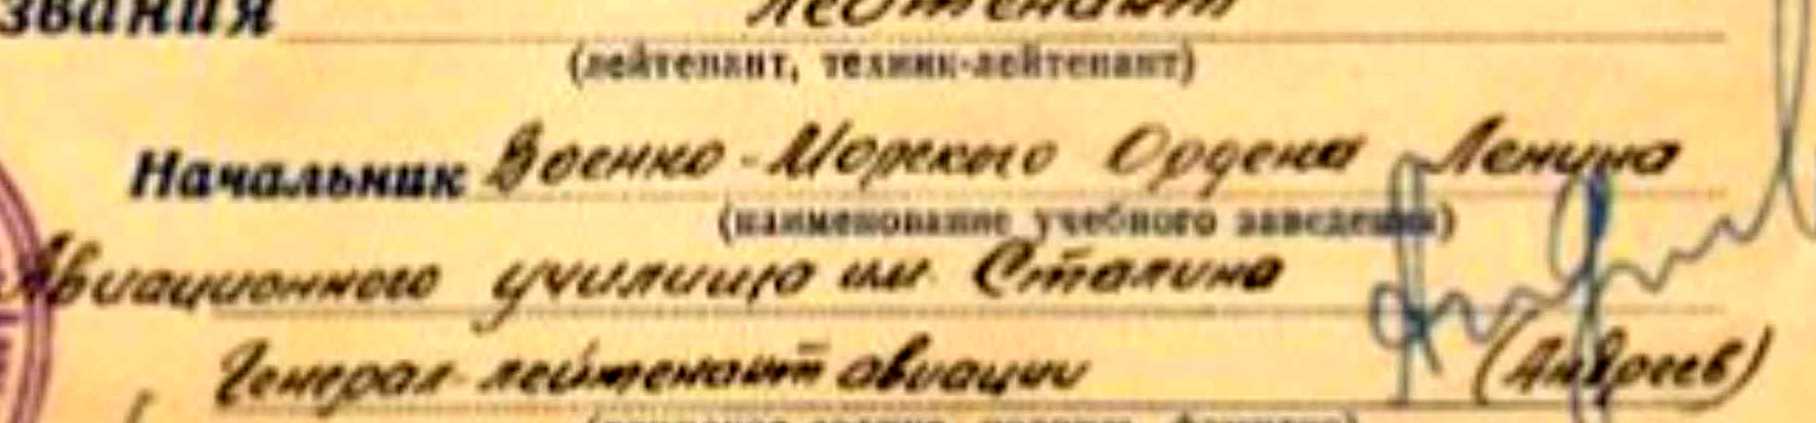 звания лейтенант
(лейтенант, техник-лейтенант)
Начальник Военно-Морского Ордена Ленина
(наименование учебного заведения)
Авиационного училища им. Сталина
Генерал-лейтенант авиации (Андреев)